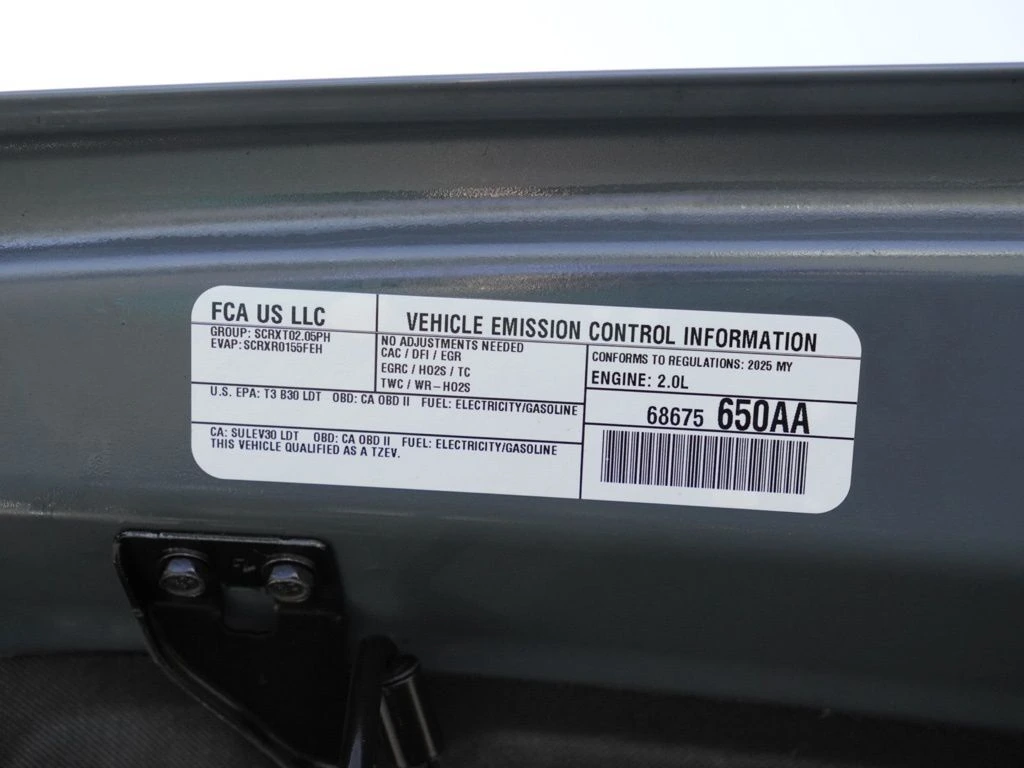 FCA US LLC
GROUP: SCRXT02.05PH
EVAP: SCRXR0155FEH
VEHICLE EMISSION CONTROL INFORMATION
NO ADJUSTMENTS NEEDED
CAC / DFI / EGR
EGRC / HO2S / TC
TWC / WR-HO2S
CONFORMS TO REGULATIONS: 2025 MY
ENGINE: 2.0L
U.S. EPA: T3 B30 LDT OBD: CA OBD II FUEL: ELECTRICITY/GASOLINE
68675 650AA
CA: SULEV30 LDT OBD: CA OBD II FUEL: ELECTRICITY/GASOLINE
THIS VEHICLE QUALIFIED AS A TZEV.